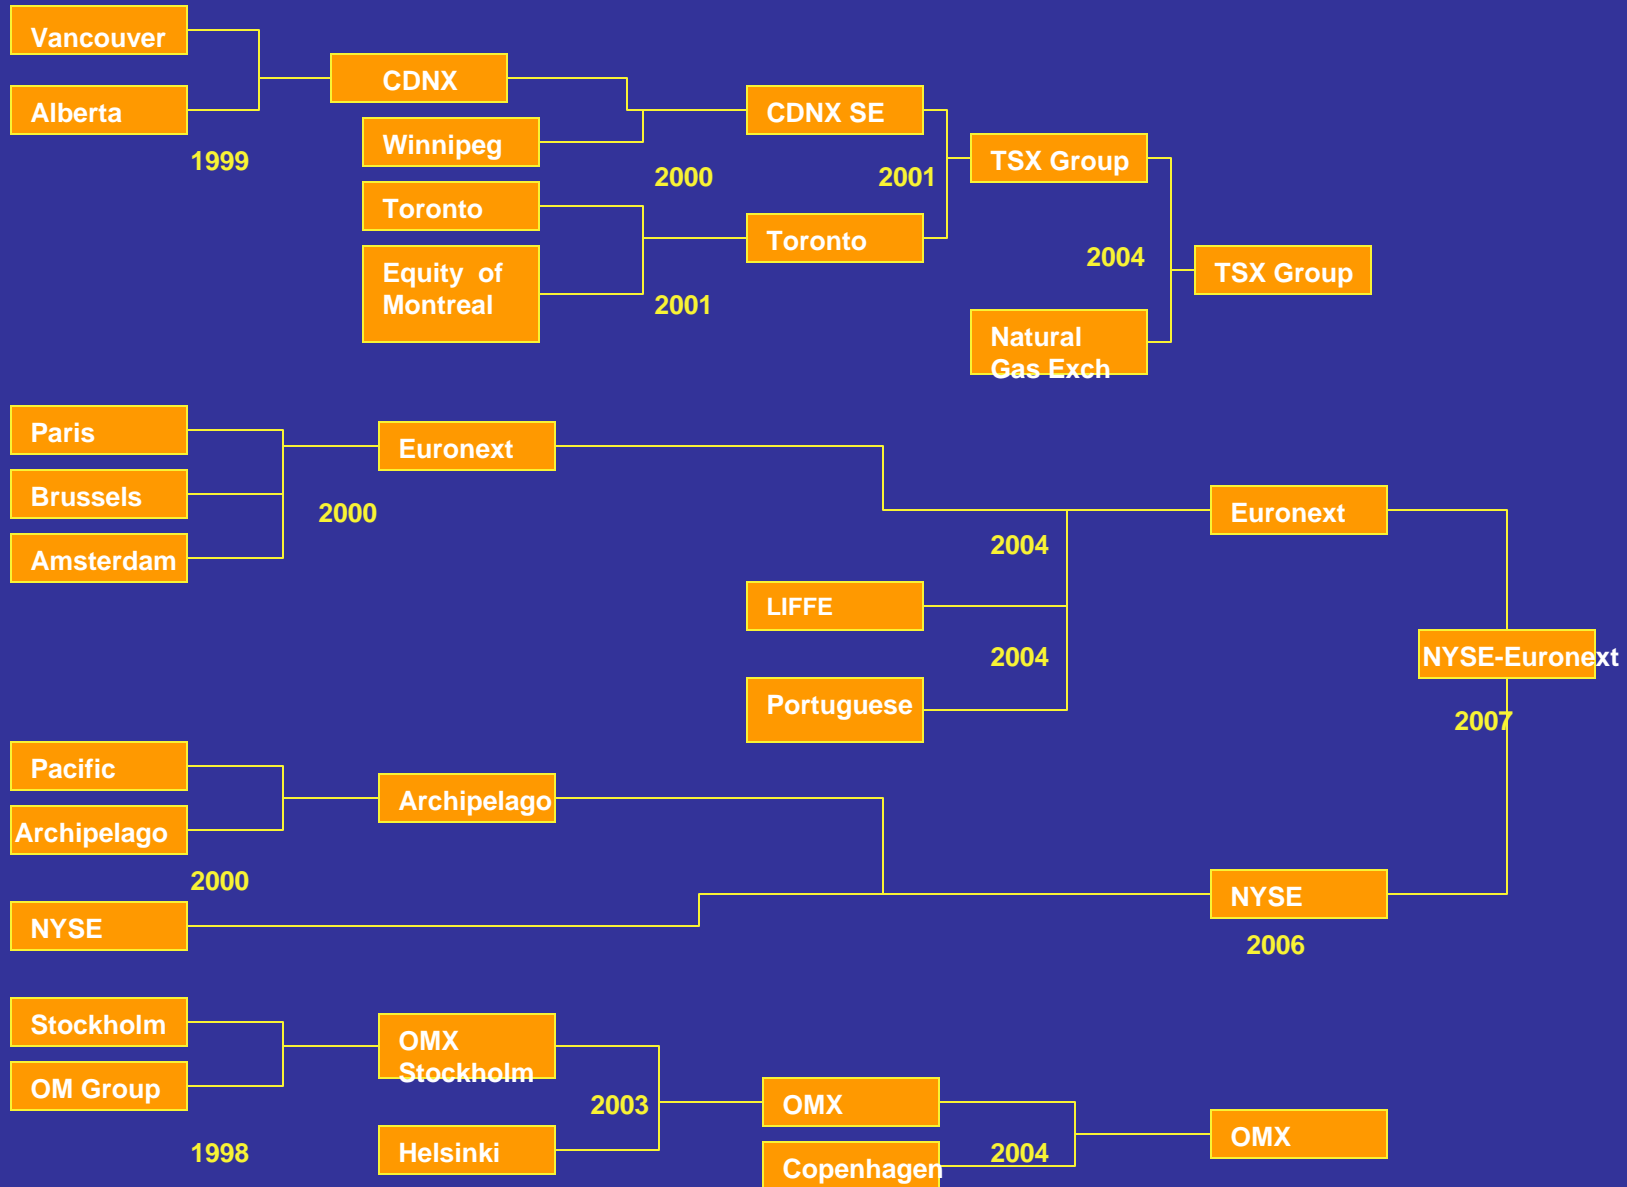 Vancouver
CDNX
Alberta
CDNX SE
Winnipeg
1999
TSX Group
2000
2001
Toronto
Toronto
2004
Equity of
Montreal
TSX Group
2001
Natural
Gas Exch
Paris
Euronext
Brussels
2000
Euronext
Amsterdam
2004
LIFFE
2004
NYSE-Euronext
Portuguese
2007
Pacific
Archipelago
Archipelago
2000
NYSE
NYSE
2006
Stockholm
OMX
Stockholm
OM Group
2003
OMX
OMX
1998
Helsinki
2004
Copenhagen